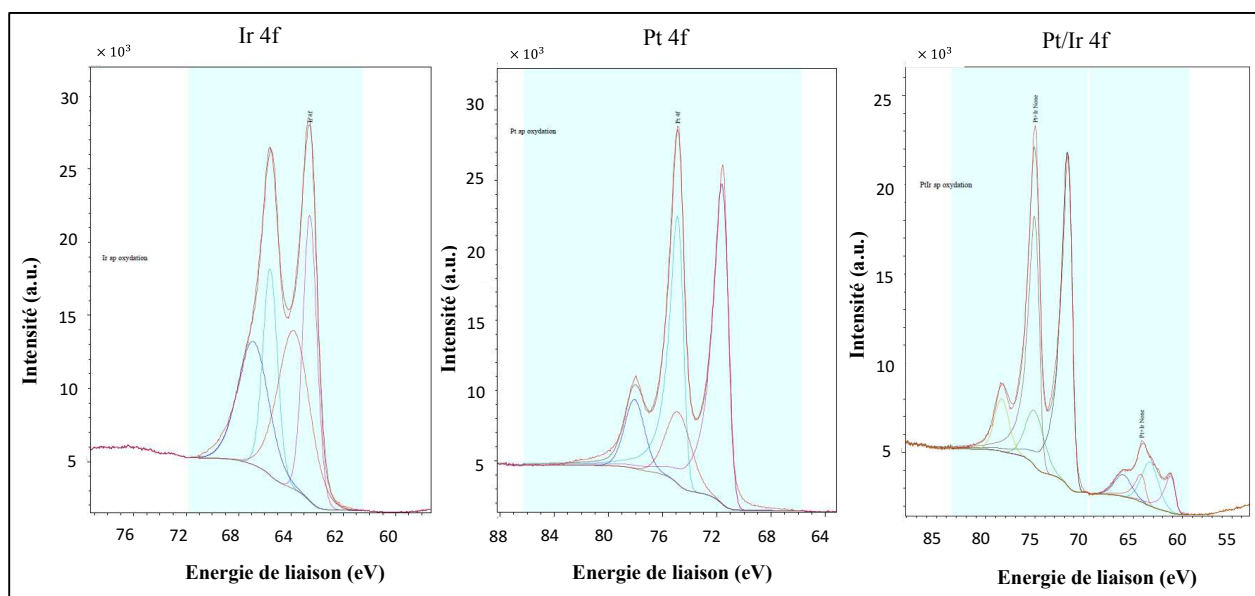 Ir 4f
× 10³
30
25
20
15
10
5
76
72
68
64
62
60
Ir 4f
Ir ap oxydation
Intensité (a.u.)
Energie de liaison (eV)
Pt 4f
× 10³
30
25
20
15
10
5
88
84
80
76
72
68
64
Pt 4f
Pt ap oxydation
Intensité (a.u.)
Energie de liaison (eV)
Pt/Ir 4f
× 10³
25
20
15
10
5
85
80
75
70
65
60
55
Pt+Ir None
Pt+Ir None
PtIr ap oxydation
Intensité (a.u.)
Energie de liaison (eV)